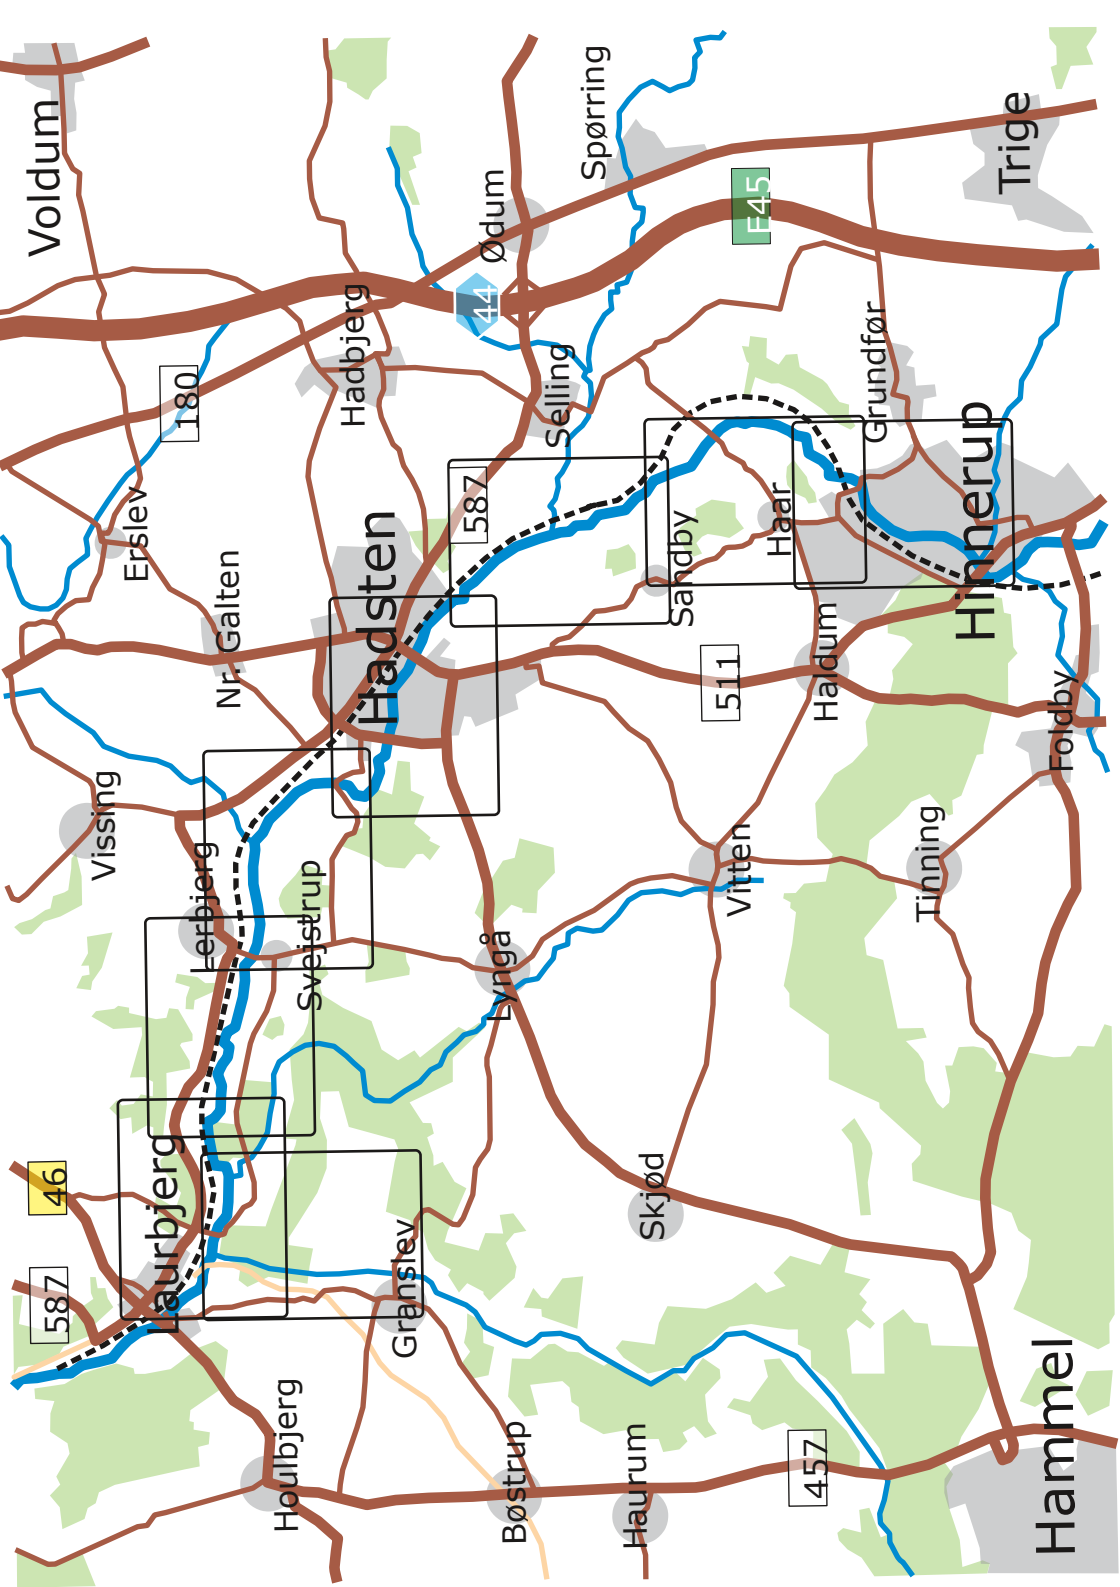 Voldum
Spørring
Trige
Ødum
E45
44
Hadbjerg
180
Selling
Grundfør
Erslev
587
Haar
Hinnerup
Hadsten
Sandby
Nr. Galten
511
Haldum
Foldby
Vissing
Lerbjerg
Svejstrup
Vitten
Tinning
Lyngå
46
Laurbjerg
Skjød
587
Granslev
Hammel
Houlbjerg
Bøstrup
Haurum
457